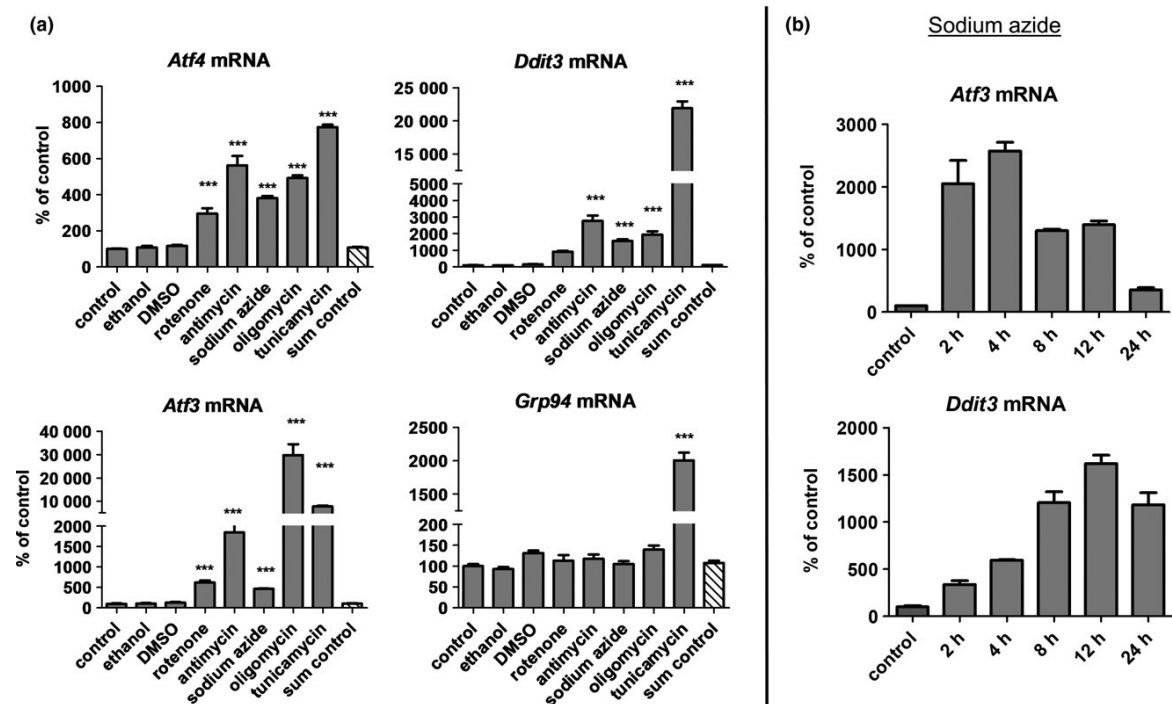 (a)
Atf4 mRNA
% of control
1000
800
600
400
200
0
***
***
***
***
***
control
ethanol
DMSO
rotenone
antimycin
sodium azide
oligomycin
tunicamycin
sum control
Ddit3 mRNA
25 000
20 000
15 000
10 000
5000
4000
3000
2000
1000
0
***
***
***
***
control
ethanol
DMSO
rotenone
antimycin
sodium azide
oligomycin
tunicamycin
sum control
Atf3 mRNA
% of control
40 000
30 000
20 000
10 000
2000
1500
1000
500
0
***
***
***
***
***
control
ethanol
DMSO
rotenone
antimycin
sodium azide
oligomycin
tunicamycin
sum control
Grp94 mRNA
2500
2000
1500
200
150
100
50
0
***
control
ethanol
DMSO
rotenone
antimycin
sodium azide
oligomycin
tunicamycin
sum control
(b)
Sodium azide
Atf3 mRNA
% of control
3000
2000
1000
0
control
2 h
4 h
8 h
12 h
24 h
Ddit3 mRNA
% of control
2000
1500
1000
500
0
control
2 h
4 h
8 h
12 h
24 h